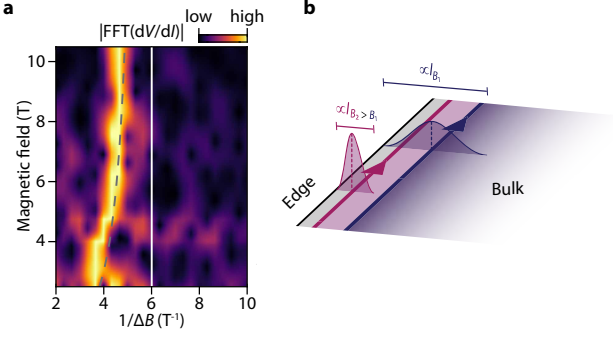 a
low high
|FFT(dV/dI)|
Magnetic field (T)
10
8
6
4
2 4 6 8 10
1/ΔB (T⁻¹)
b
∝l_B₁
∝l_B₂ > B₁
Edge
Bulk